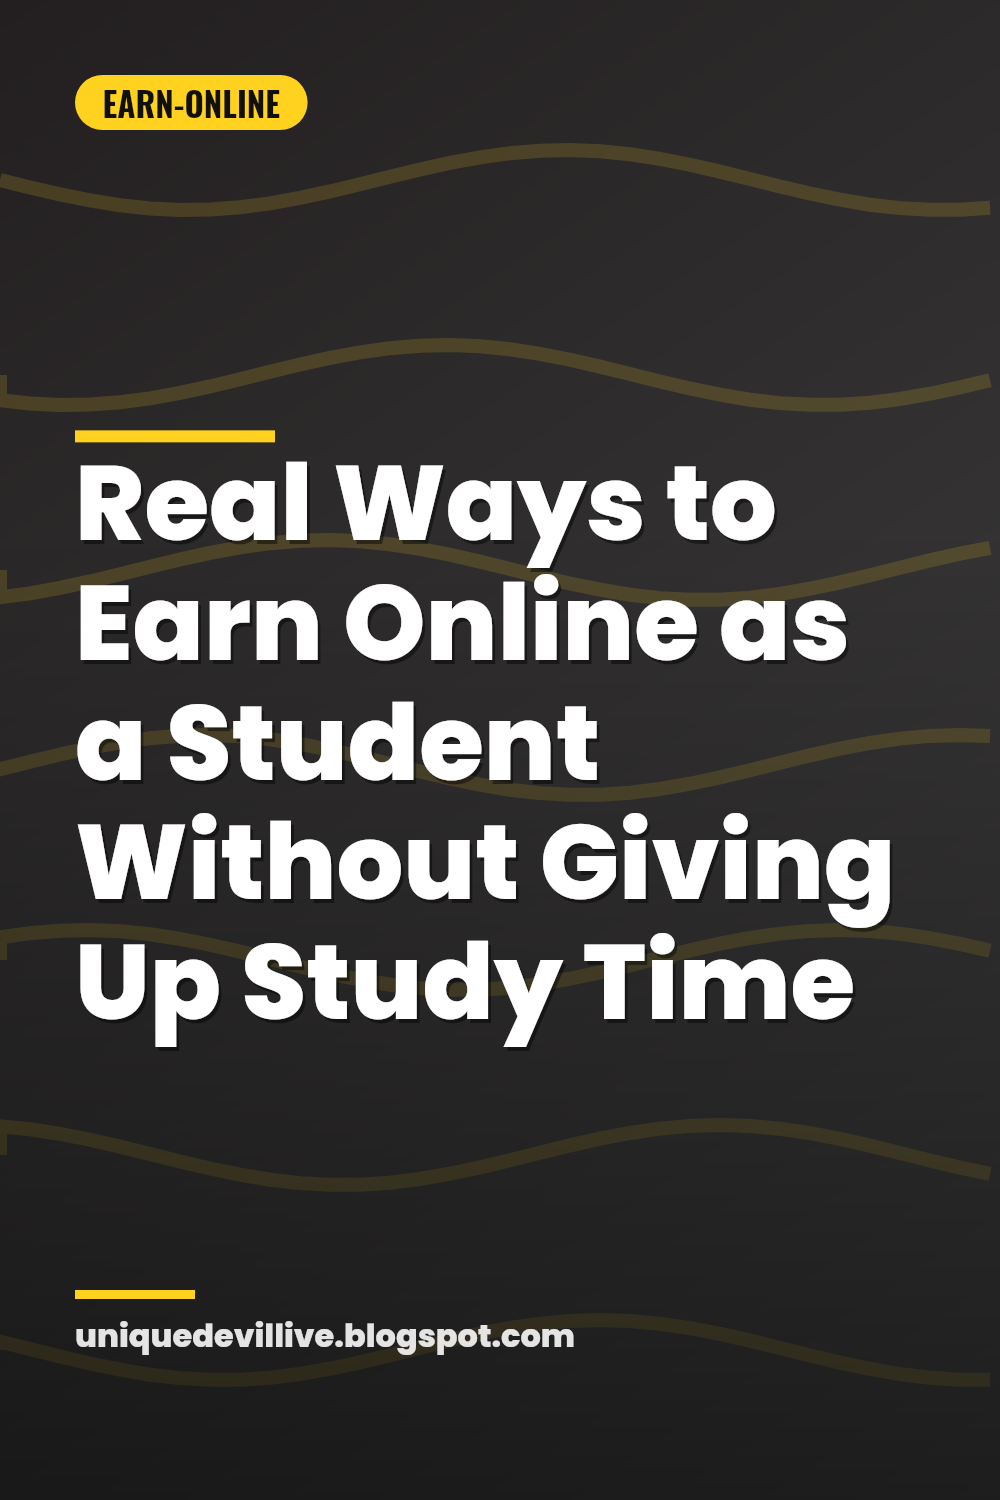 EARN-ONLINE
Real Ways to
Earn Online as
a Student
Without Giving
Up Study Time
uniquedevillive.blogspot.com